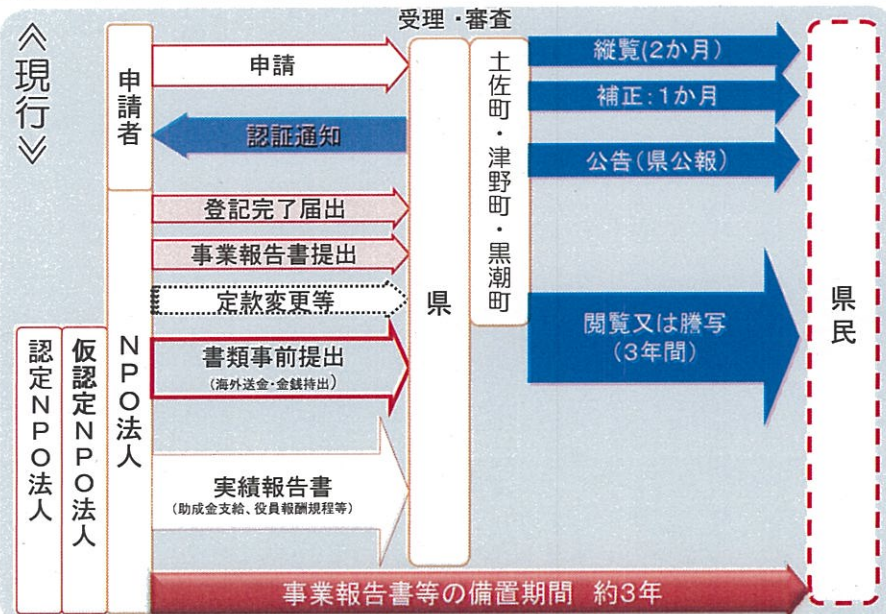 受理・審査
≪現行≫
申請者
申請
認証通知
登記完了届出
事業報告書提出
定款変更等
書類事前提出
(海外送金・金銭持出)
実績報告書
(助成金支給、役員報酬規程等)
認定NPO法人
仮認定NPO法人
NPO法人
県
土佐町・津野町・黒潮町
縦覧(2か月)
補正:1か月
公告(県公報)
閲覧又は謄写
(3年間)
県民
事業報告書等の備置期間 約3年